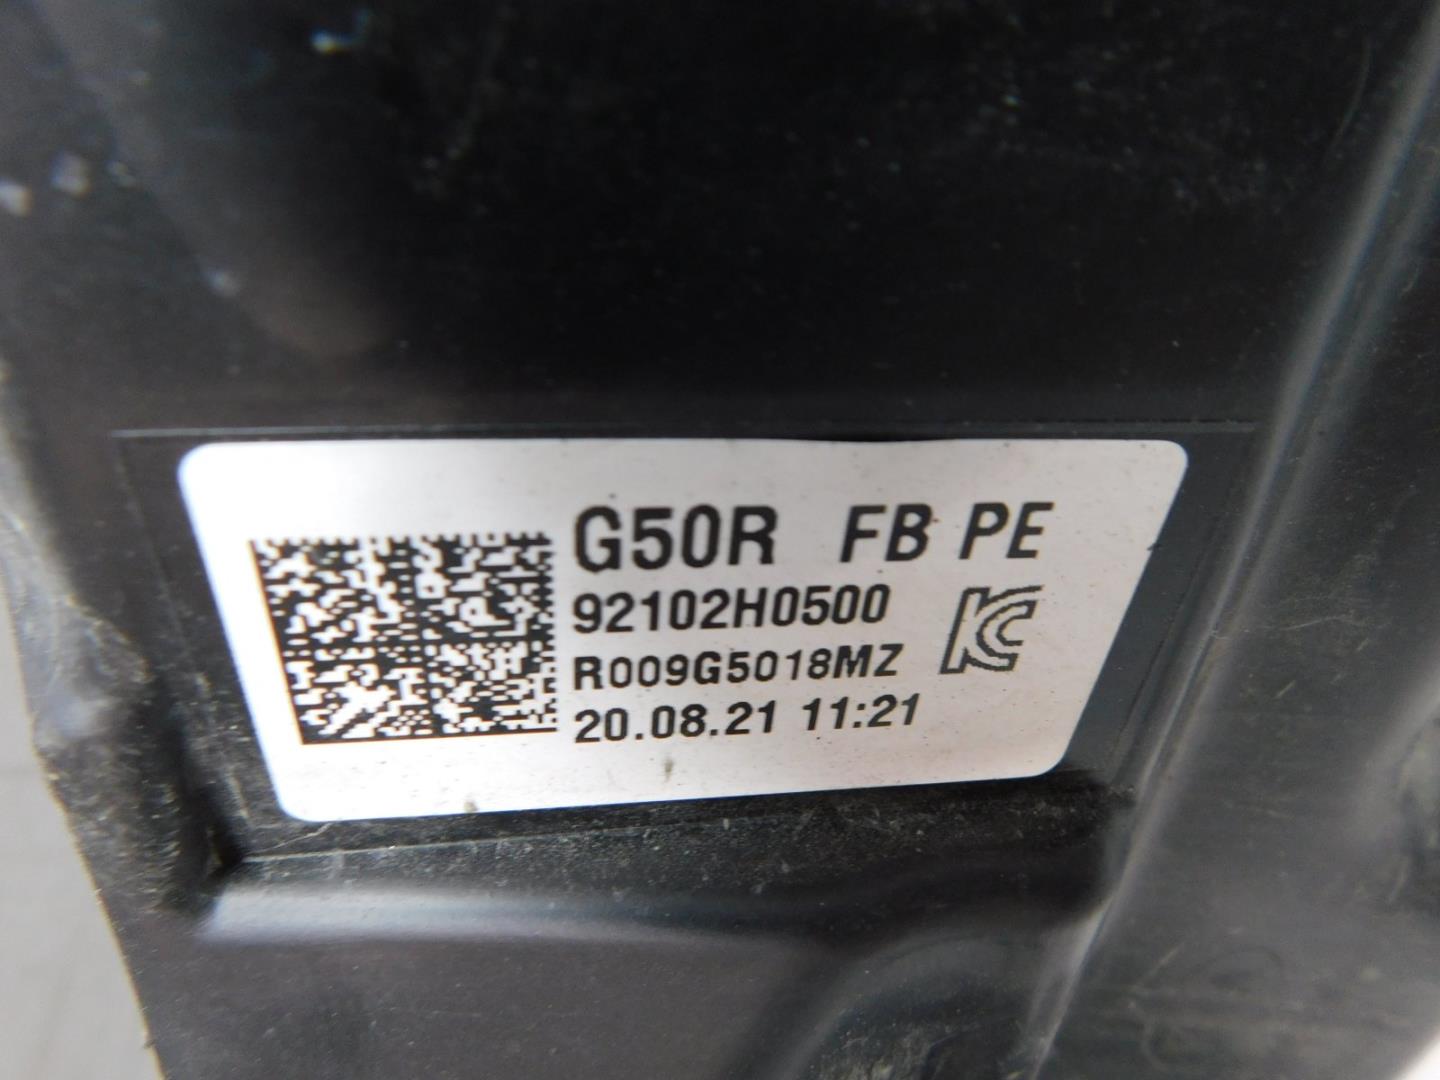 G50R FB PE
92102H0500
R009G5018MZ
20.08.21 11:21